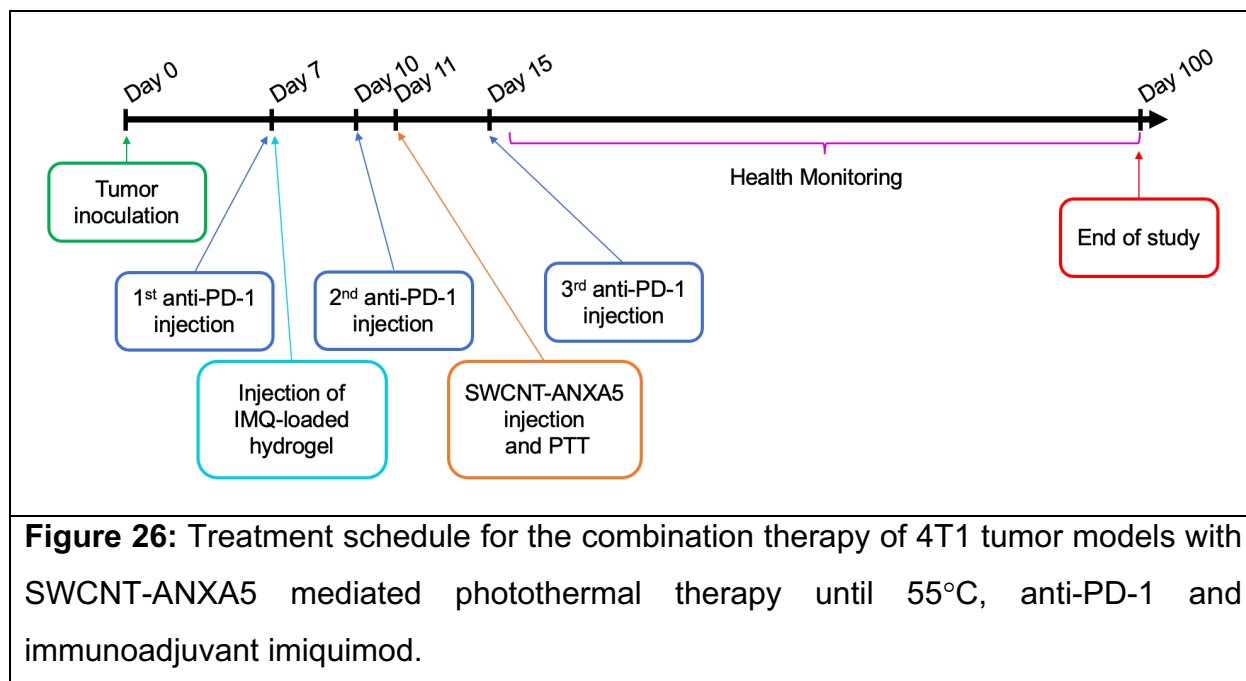 Day 0
Day 7
Day 10
Day 11
Day 15
Day 100
Health Monitoring
Tumor
inoculation
End of study
1st anti-PD-1
injection
2nd anti-PD-1
injection
3rd anti-PD-1
injection
Injection of
IMQ-loaded
hydrogel
SWCNT-ANXA5
injection
and PTT
Figure 26: Treatment schedule for the combination therapy of 4T1 tumor models with
SWCNT-ANXA5 mediated photothermal therapy until 55°C, anti-PD-1 and
immunoadjuvant imiquimod.